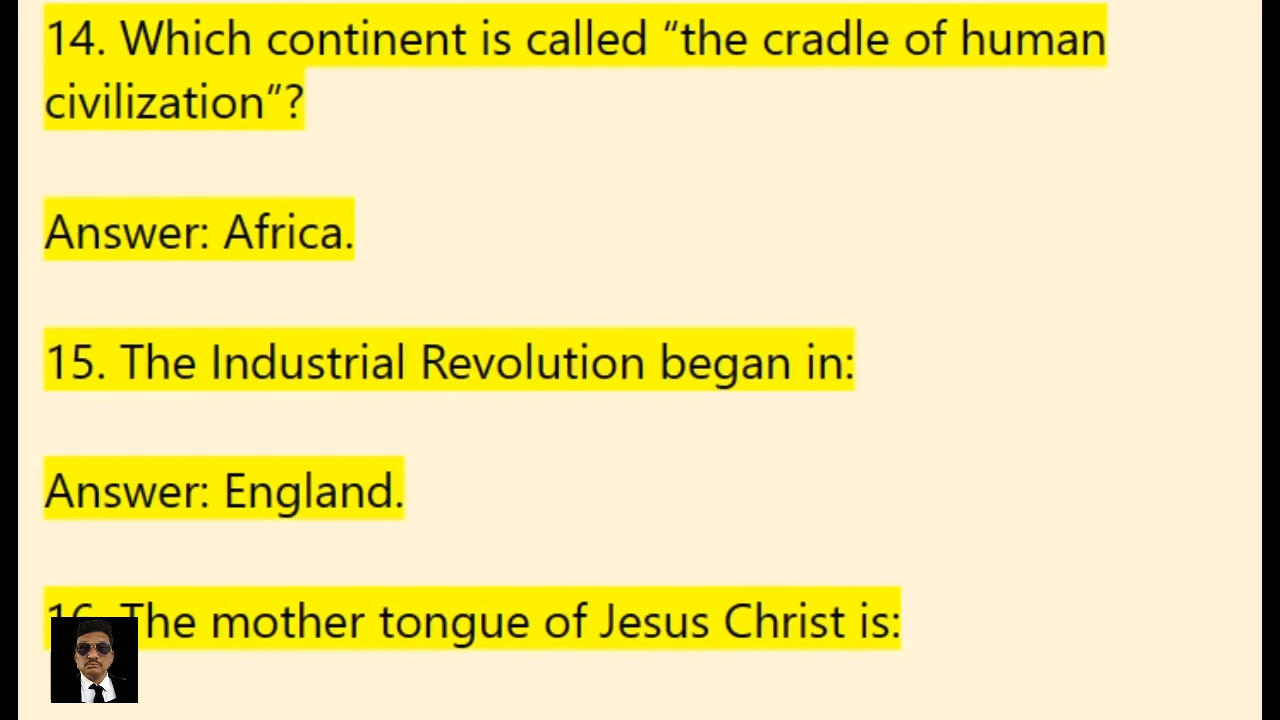 14. Which continent is called “the cradle of human
civilization”?
Answer: Africa.
15. The Industrial Revolution began in:
Answer: England.
16. The mother tongue of Jesus Christ is: